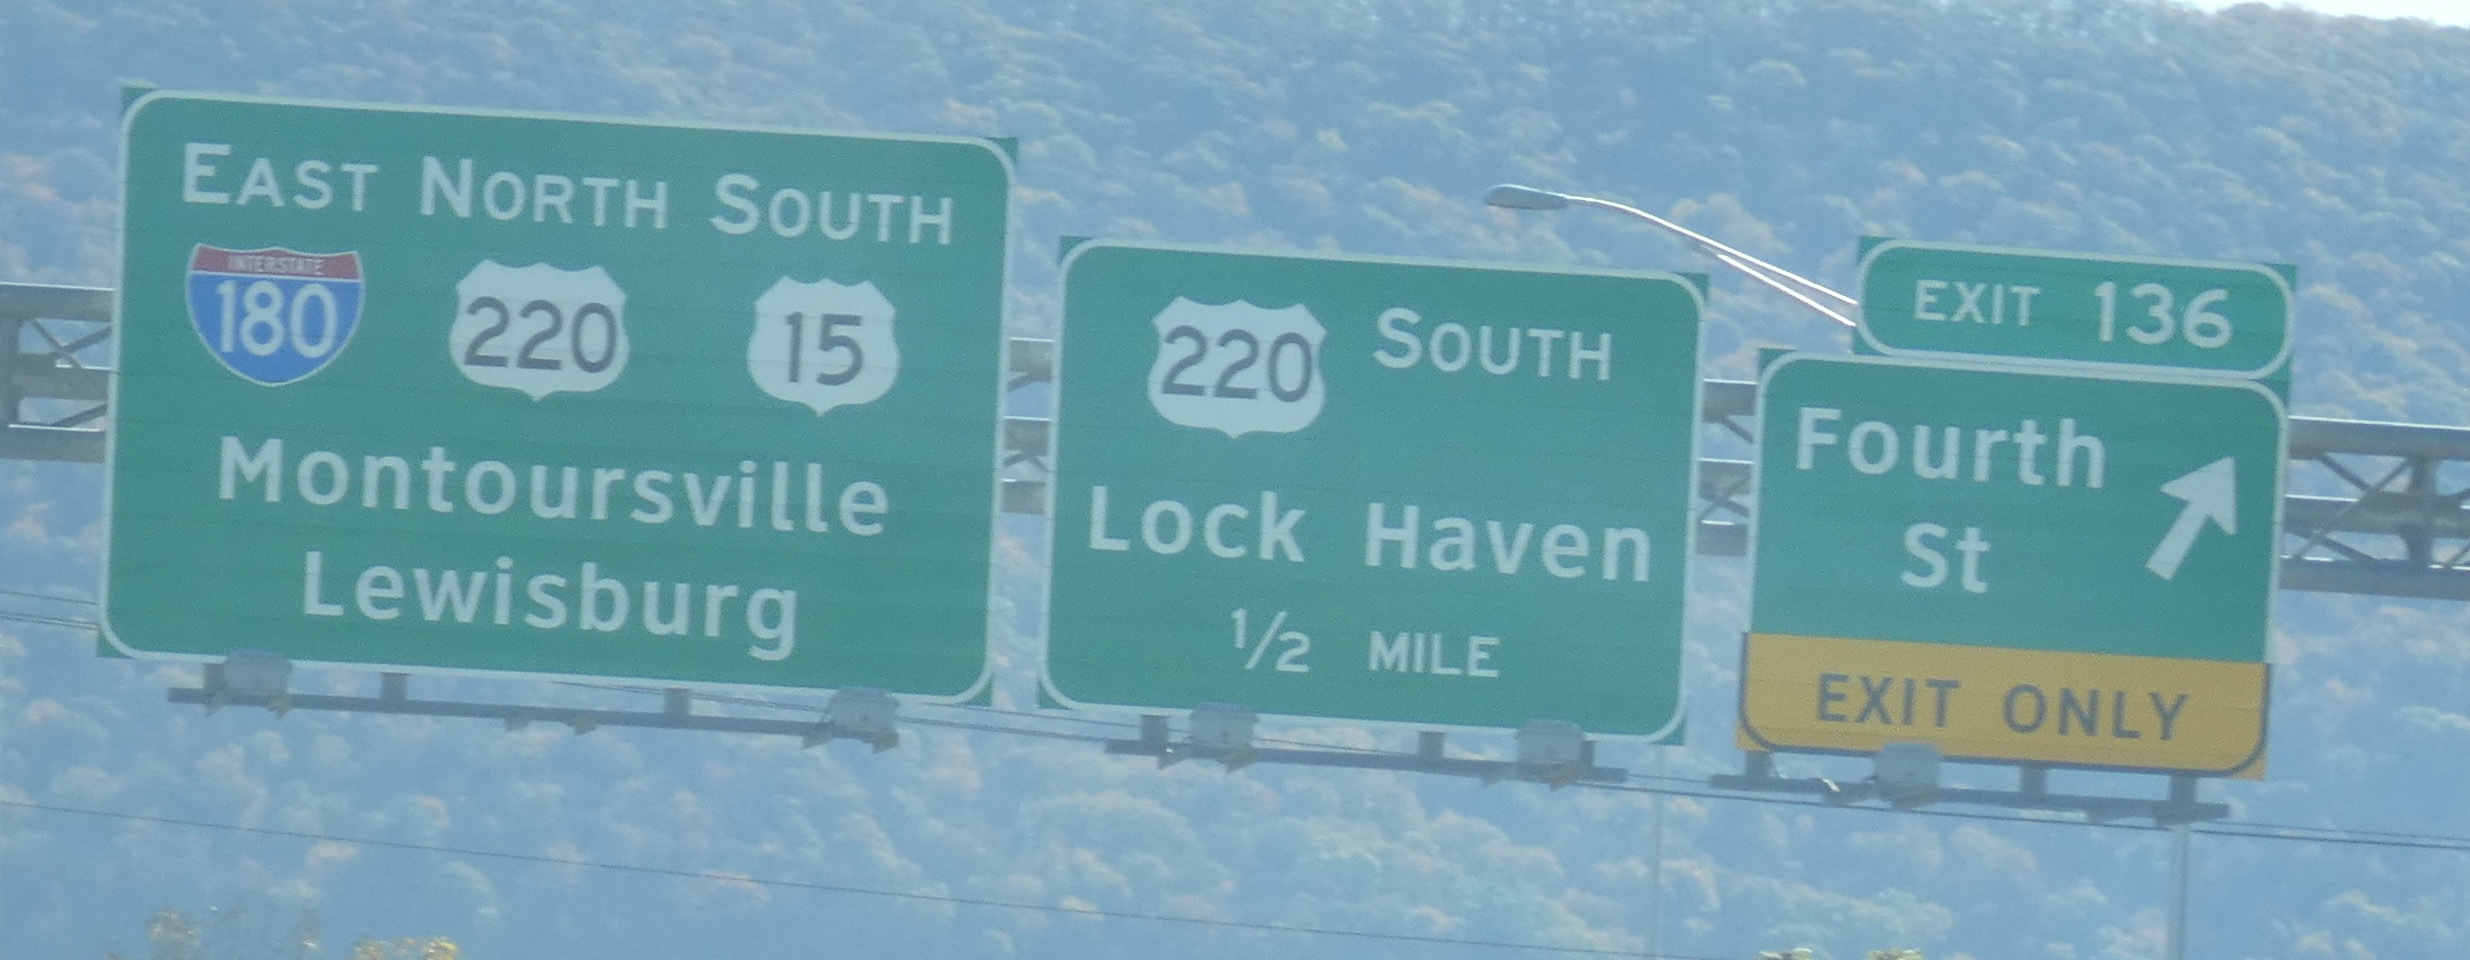 EAST NORTH SOUTH
INTERSTATE
180 220 15
Montoursville
Lewisburg
220 SOUTH
Lock Haven
1/2 MILE
EXIT 136
Fourth
St
EXIT ONLY